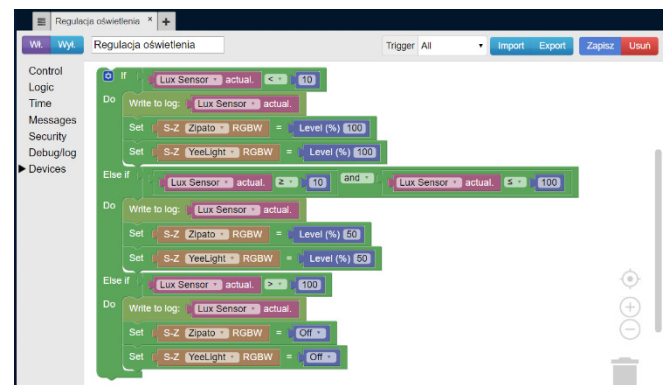 Regulacja oświetlenia × +
Wł. Wył. Regulacja oświetlenia Trigger All Import Export Zapisz Usuń
Control
Logic
Time
Messages
Security
Debug/log
Devices
If Lux Sensor actual. < 10
Do Write to log: Lux Sensor actual.
Set S-Z Zipato RGBW = Level (%) 100
Set S-Z YeeLight RGBW = Level (%) 100
Else if Lux Sensor actual. ≥ 10 and Lux Sensor actual. ≤ 100
Do Write to log: Lux Sensor actual.
Set S-Z Zipato RGBW = Level (%) 50
Set S-Z YeeLight RGBW = Level (%) 50
Else if Lux Sensor actual. > 100
Do Write to log: Lux Sensor actual.
Set S-Z Zipato RGBW = Off
Set S-Z YeeLight RGBW = Off